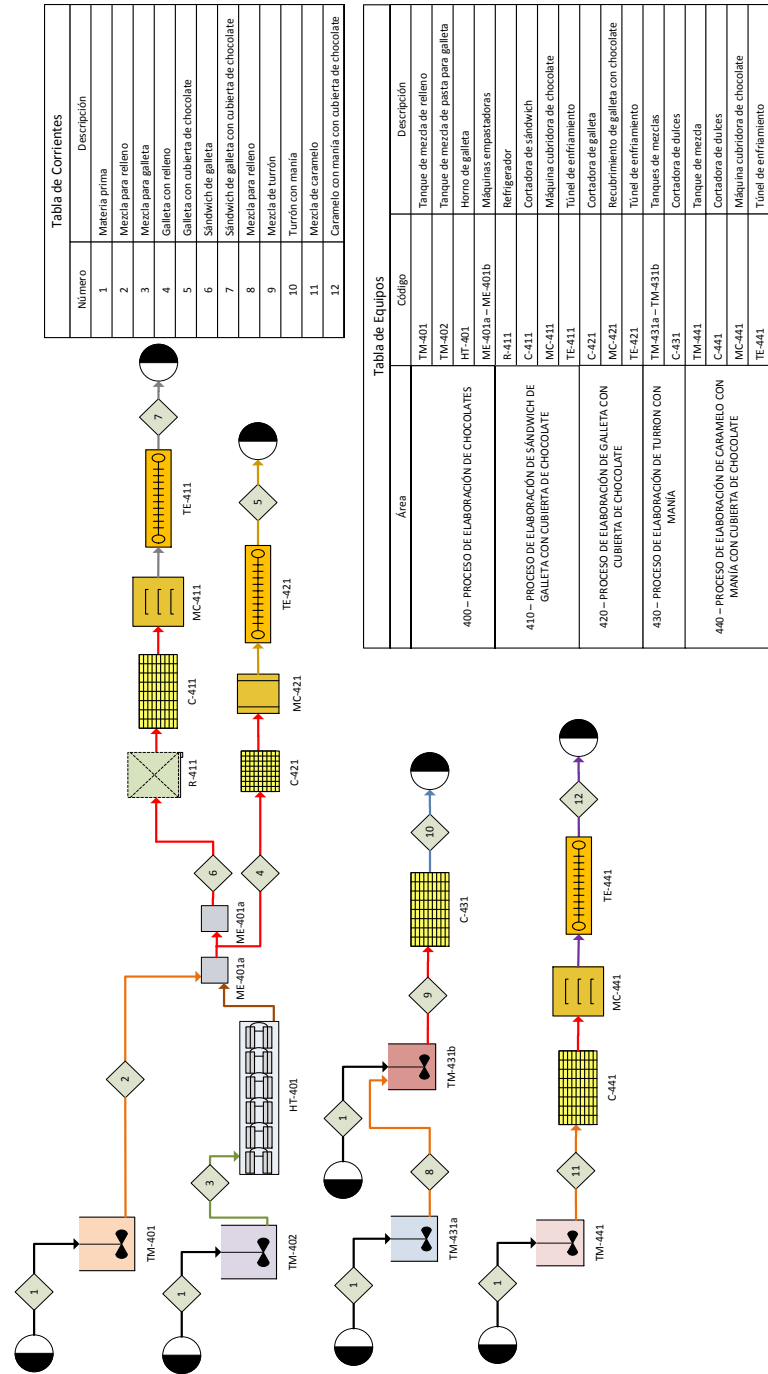 1
TM-401
2
1
TM-402
3
HT-401
ME-401a
ME-401a
6
R-411
C-411
MC-411
TE-411
7
4
C-421
MC-421
TE-421
5
1
TM-431a
8
1
TM-431b
9
C-431
10
1
TM-441
11
C-441
MC-441
TE-441
12
Tabla de Corrientes
Número Descripción
1 Materia prima
2 Mezcla para relleno
3 Mezcla para galleta
4 Galleta con relleno
5 Galleta con cubierta de chocolate
6 Sándwich de galleta
7 Sándwich de galleta con cubierta de chocolate
8 Mezcla para relleno
9 Mezcla de turrón
10 Turrón con manía
11 Mezcla de caramelo
12 Caramelo con manía con cubierta de chocolate
Tabla de Equipos
Área Código Descripción
400 – PROCESO DE ELABORACIÓN DE CHOCOLATES
TM-401 Tanque de mezcla de relleno
TM-402 Tanque de mezcla de pasta para galleta
HT-401 Horno de galleta
ME-401a – ME-401b Máquinas empastadoras
410 – PROCESO DE ELABORACIÓN DE SÁNDWICH DE
GALLETA CON CUBIERTA DE CHOCOLATE
R-411 Refrigerador
C-411 Cortadora de sándwich
MC-411 Máquina cubridora de chocolate
TE-411 Túnel de enfriamiento
420 – PROCESO DE ELABORACIÓN DE GALLETA CON
CUBIERTA DE CHOCOLATE
C-421 Cortadora de galleta
MC-421 Recubrimiento de galleta con chocolate
TE-421 Túnel de enfriamiento
430 – PROCESO DE ELABORACIÓN DE TURRON CON
MANÍA
TM-431a – TM-431b Tanques de mezclas
C-431 Cortadora de dulces
440 – PROCESO DE ELABORACIÓN DE CARAMELO CON
MANÍA CON CUBIERTA DE CHOCOLATE
TM-441 Tanque de mezcla
C-441 Cortadora de dulces
MC-441 Máquina cubridora de chocolate
TE-441 Túnel de enfriamiento